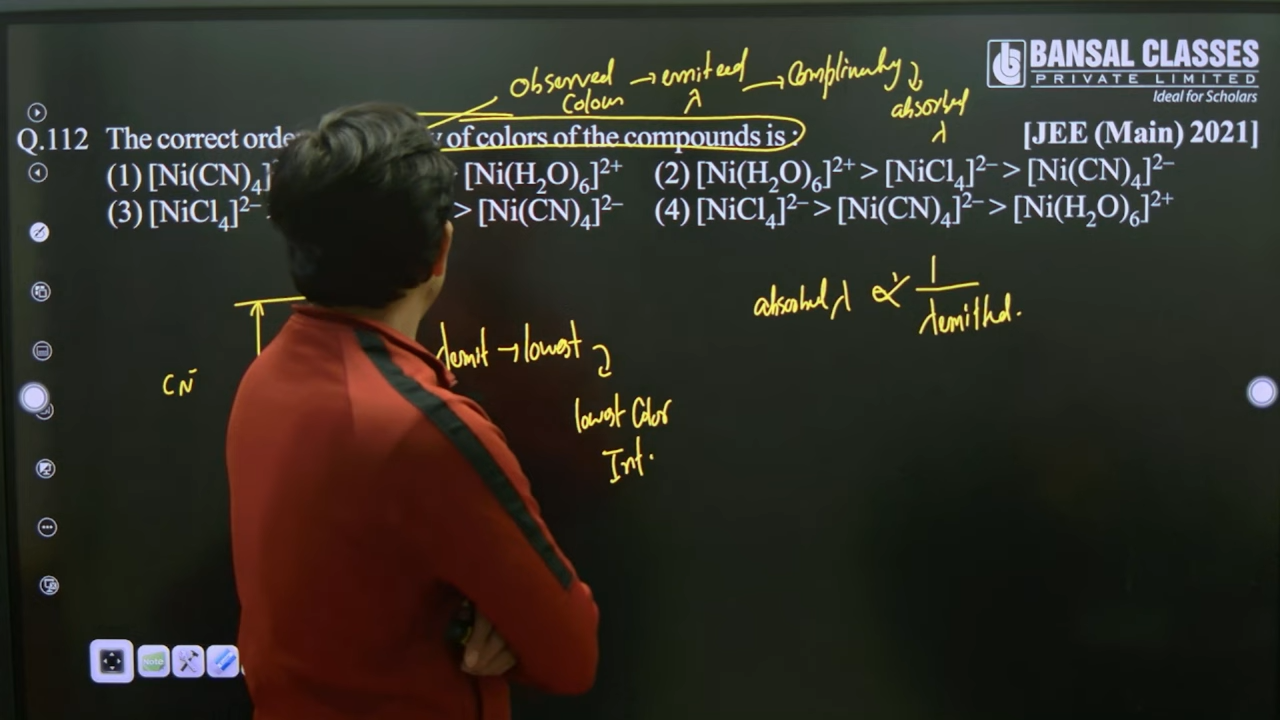 BANSAL CLASSES
PRIVATE LIMITED
Ideal for Scholars
Observed Colour → emiteed λ → Complimentary
absorbed λ
Q.112 The correct orde y of colors of the compounds is : [JEE (Main) 2021]
(1) [Ni(CN)4] > [Ni(H2O)6]2+ (2) [Ni(H2O)6]2+ > [NiCl4]2– > [Ni(CN)4]2–
(3) [NiCl4]2– > [Ni(CN)4]2– (4) [NiCl4]2– > [Ni(CN)4]2– > [Ni(H2O)6]2+
absorbed λ ∝ 1/λemitted.
CN-
λemit → lowest
lowest Color
Int.
Note